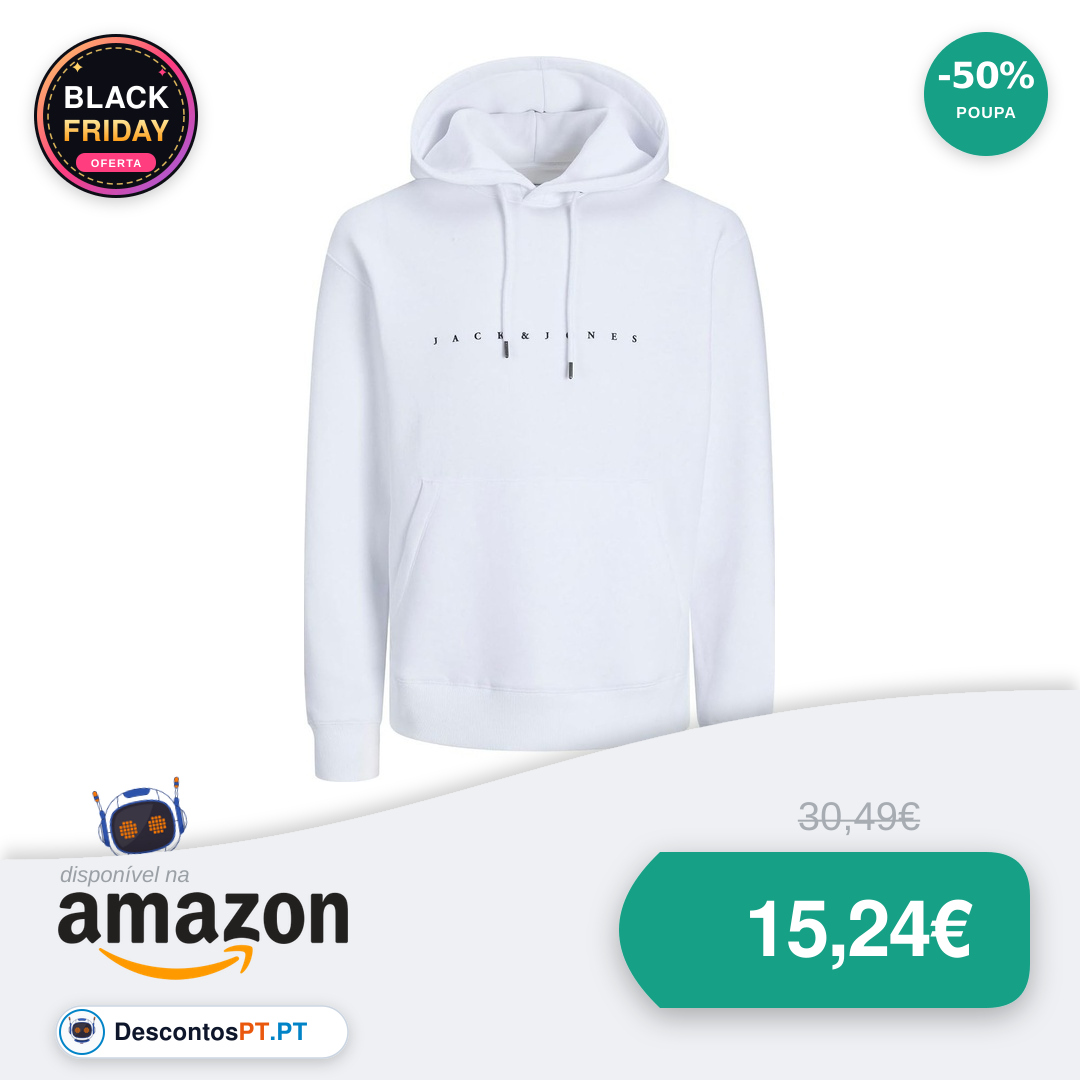 BLACK
FRIDAY
OFERTA
-50%
POUPA
JACK & JONES
30,49€
15,24€
disponível na
amazon
DescontosPT.PT